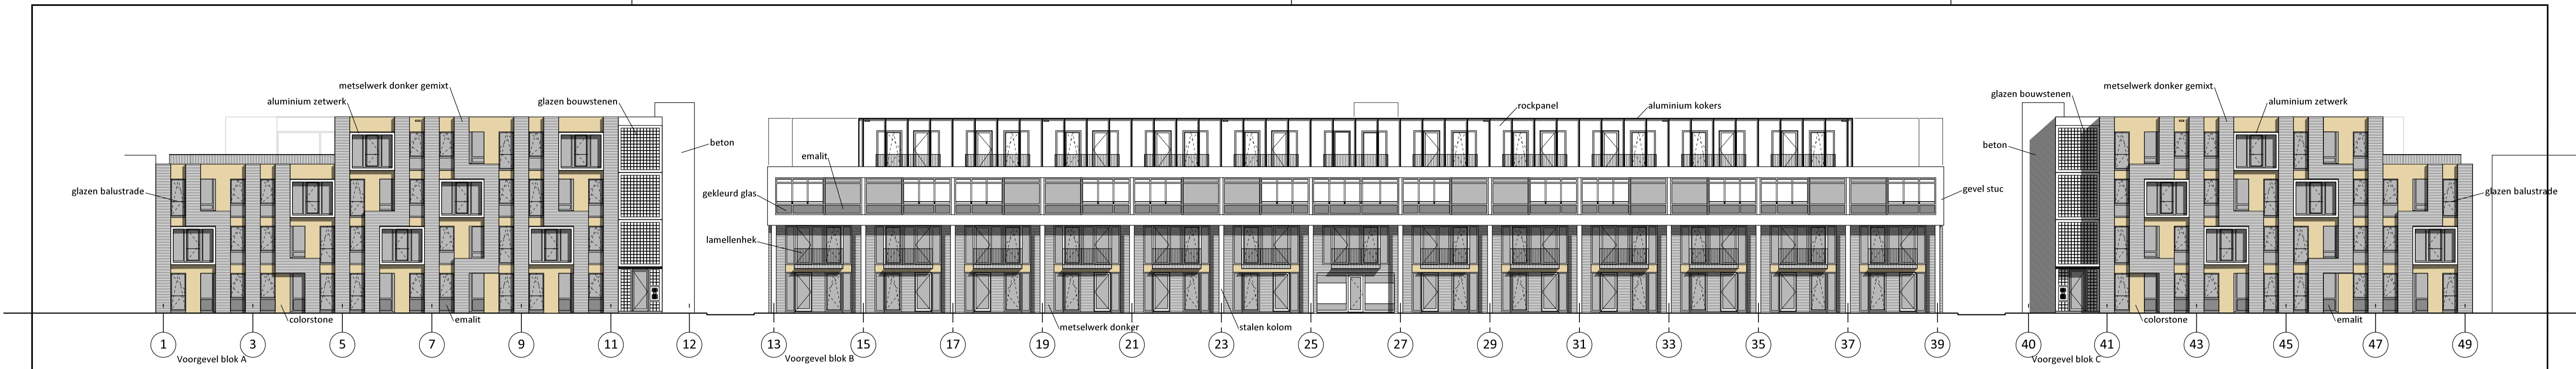 metselwerk donker gemixt
aluminium zetwerk
glazen bouwstenen
beton
glazen balustrade
colorstone
emalit
1 3 5 7 9 11 12
Voorgevel blok A
rockpanel
aluminium kokers
emalit
gekleurd glas
gevel stuc
lamellenhek
metselwerk donker
stalen kolom
13 15 17 19 21 23 25 27 29 31 33 35 37 39
Voorgevel blok B
metselwerk donker gemixt
glazen bouwstenen
aluminium zetwerk
beton
glazen balustrade
colorstone
emalit
40 41 43 45 47 49
Voorgevel blok C